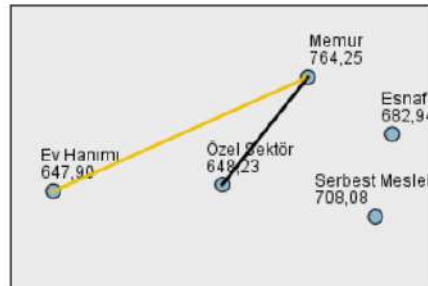 Memur
764,25
Esnaf
682,94
Ev Hanımı
647,90
Özel Sektör
648,23
Serbest Meslek
708,08